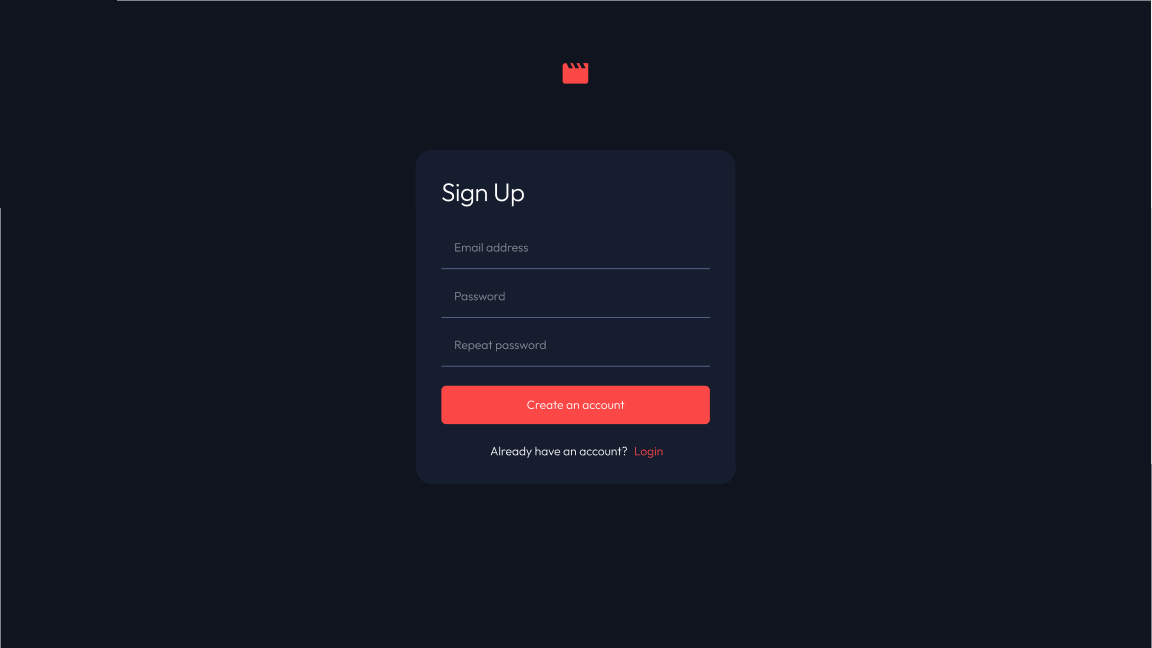 Sign Up
Email address
Password
Repeat password
Create an account
Already have an account? Login